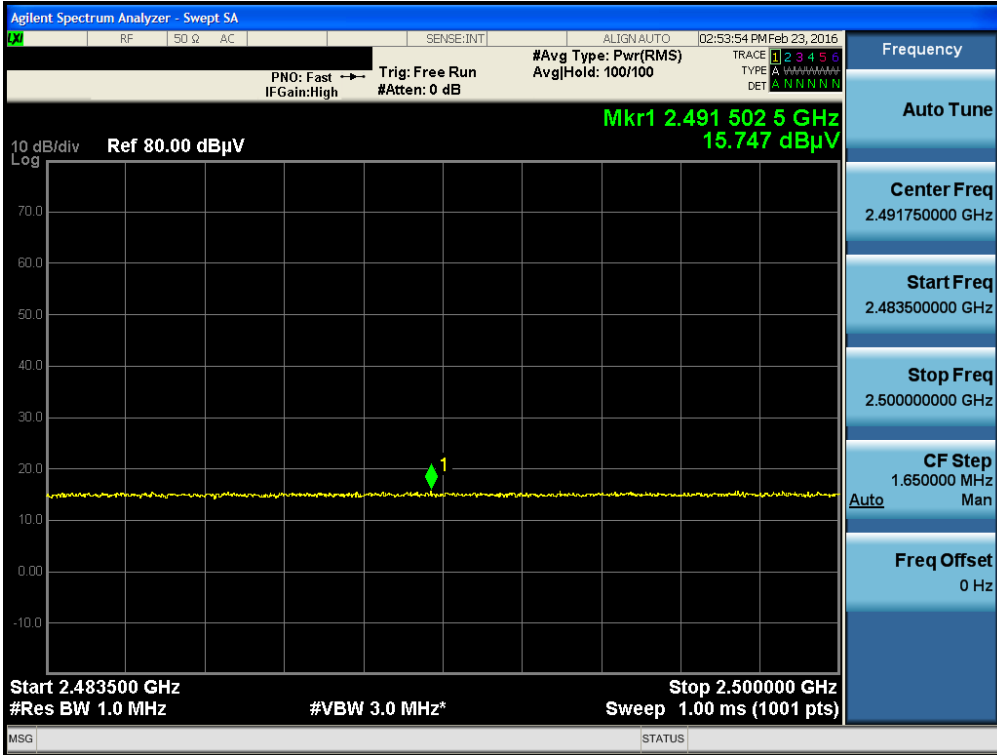 Agilent Spectrum Analyzer - Swept SA
LXI RF 50 Ω AC SENSE:INT ALIGN AUTO 02:53:54 PM Feb 23, 2016
#Avg Type: Pwr(RMS) TRACE 1 2 3 4 5 6
PNO: Fast Trig: Free Run Avg|Hold: 100/100 TYPE A WWWWW
IFGain:High #Atten: 0 dB DET A N N N N N
Mkr1 2.491 502 5 GHz
15.747 dBµV
10 dB/div Ref 80.00 dBµV
Log
70.0
60.0
50.0
40.0
30.0
20.0
10.0
0.00
-10.0
1
Start 2.483500 GHz Stop 2.500000 GHz
#Res BW 1.0 MHz #VBW 3.0 MHz* Sweep 1.00 ms (1001 pts)
MSG STATUS
Frequency
Auto Tune
Center Freq
2.491750000 GHz
Start Freq
2.483500000 GHz
Stop Freq
2.500000000 GHz
CF Step
1.650000 MHz
Auto Man
Freq Offset
0 Hz